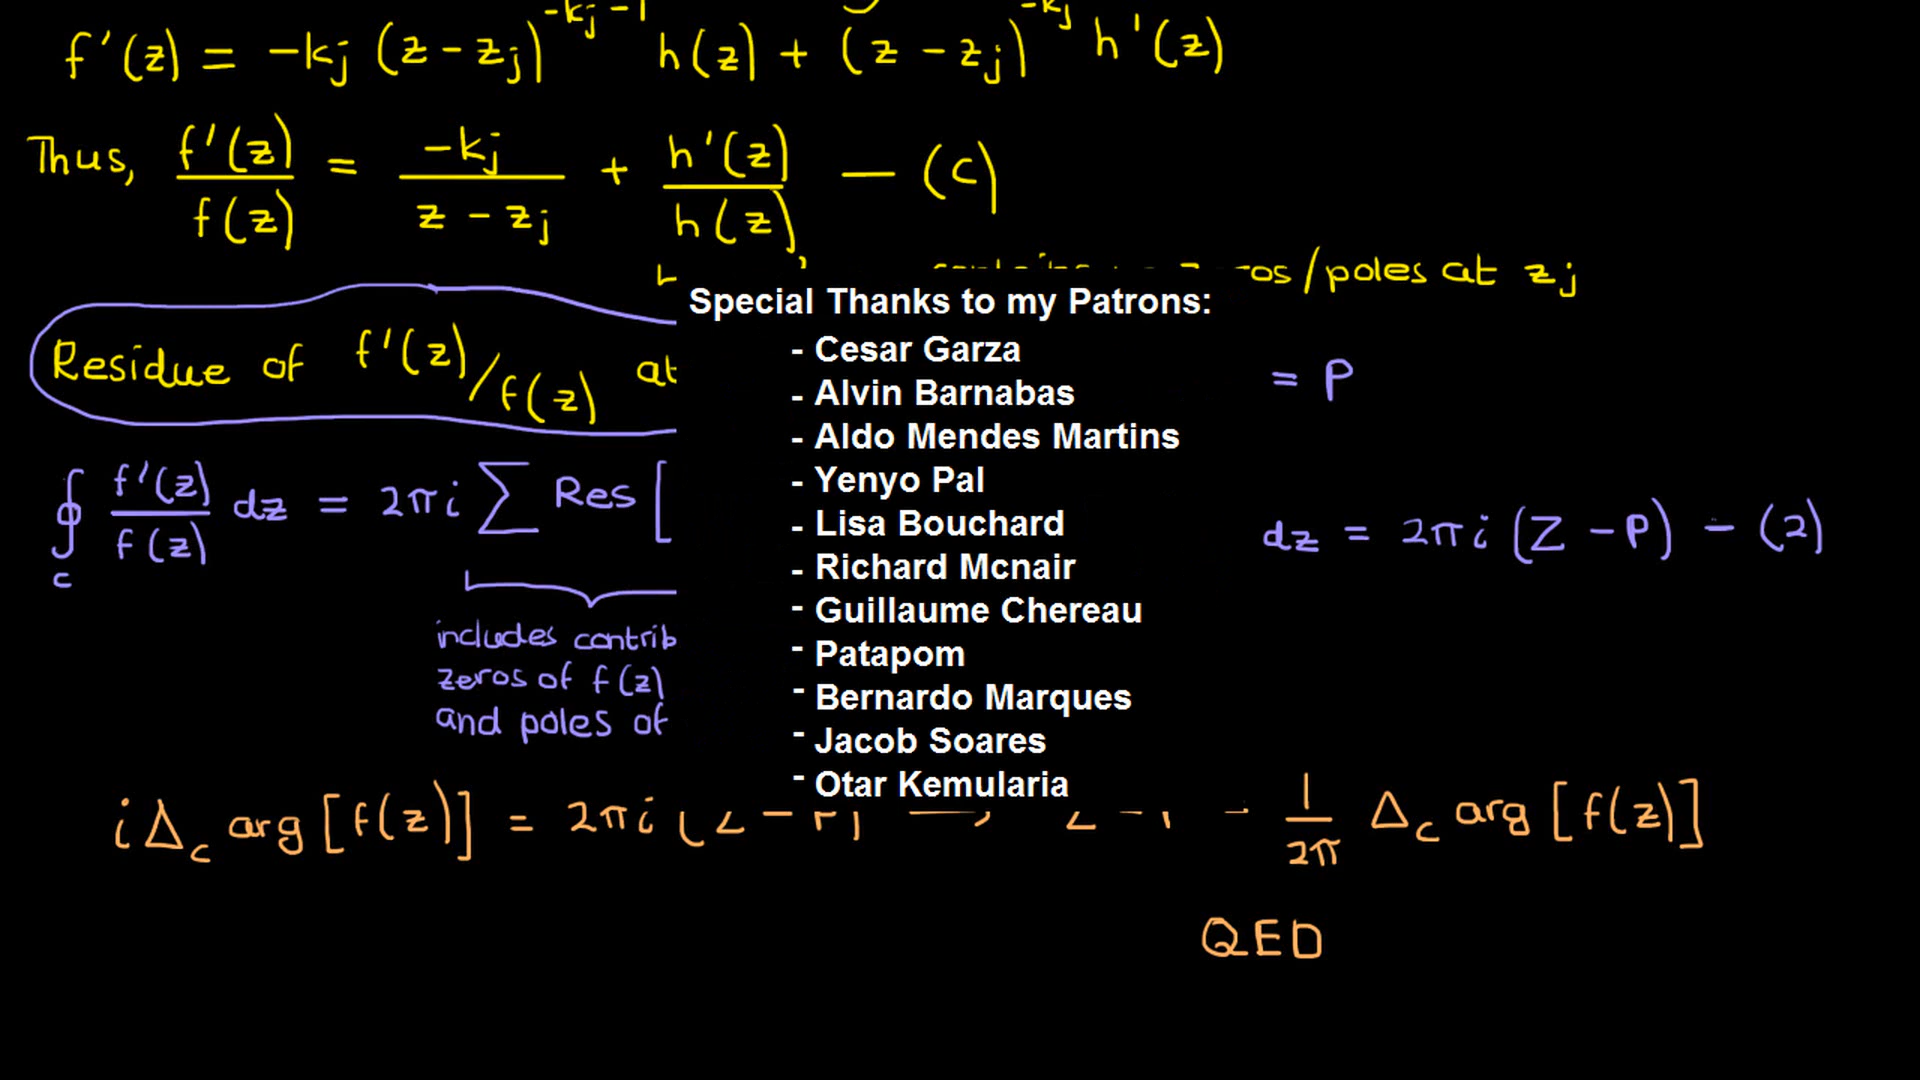 f'(z) = -kj (z - zj)^-kj-1 h(z) + (z - zj)^-kj h'(z)
Thus, f'(z)/f(z) = -kj/(z - zj) + h'(z)/h(z) — (C)
os/poles at zj
Residue of f'(z)/f(z) at
= P
∮c f'(z)/f(z) dz = 2πi Σ Res [
dz = 2πi (Z - P) - (2)
includes contrib
zeros of f(z)
and poles of
i Δc arg [f(z)] = 2πi
1/2π Δc arg [f(z)]
QED
Special Thanks to my Patrons:
- Cesar Garza
- Alvin Barnabas
- Aldo Mendes Martins
- Yenyo Pal
- Lisa Bouchard
- Richard Mcnair
- Guillaume Chereau
- Patapom
- Bernardo Marques
- Jacob Soares
- Otar Kemularia